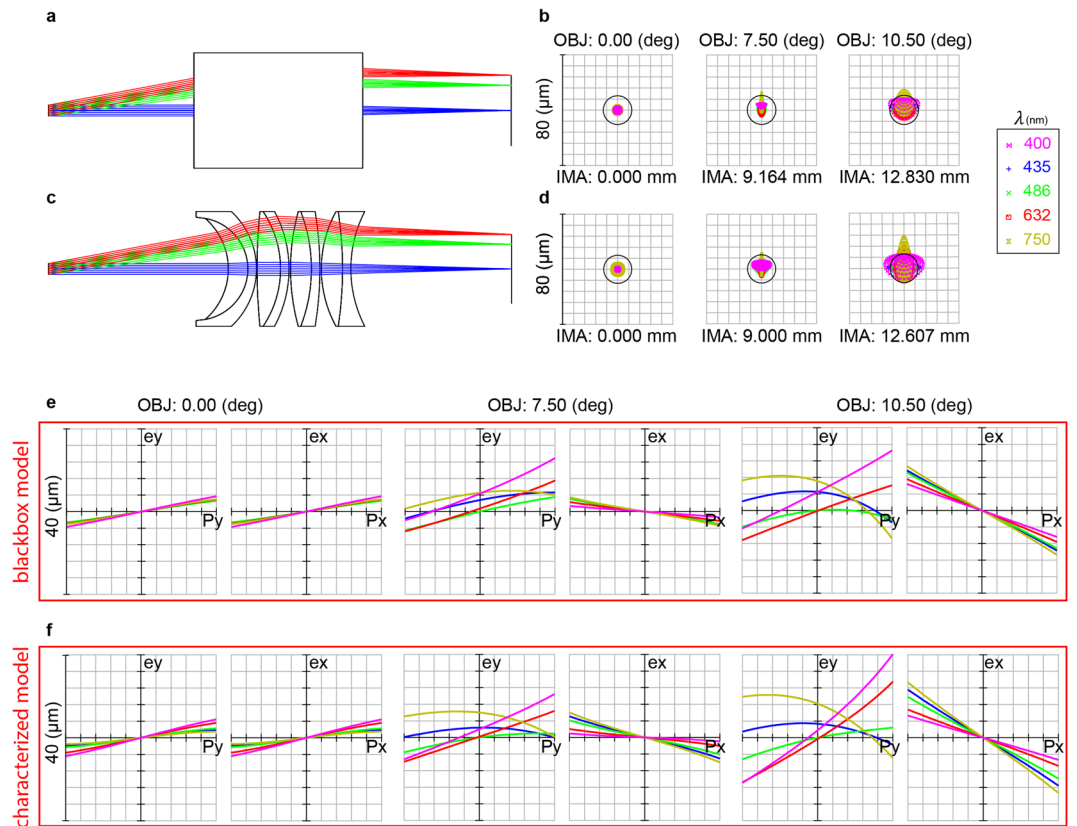 a
b
OBJ: 0.00 (deg)
OBJ: 7.50 (deg)
OBJ: 10.50 (deg)
80 (μm)
IMA: 0.000 mm
IMA: 9.164 mm
IMA: 12.830 mm
λ(nm)
400
435
486
632
750
c
d
80 (μm)
IMA: 0.000 mm
IMA: 9.000 mm
IMA: 12.607 mm
e
OBJ: 0.00 (deg)
OBJ: 7.50 (deg)
OBJ: 10.50 (deg)
blackbox model
40 (μm)
ey
Py
ex
Px
ey
Py
ex
Px
ey
Py
ex
Px
f
characterized model
40 (μm)
ey
Py
ex
Px
ey
Py
ex
Px
ey
Py
ex
Px